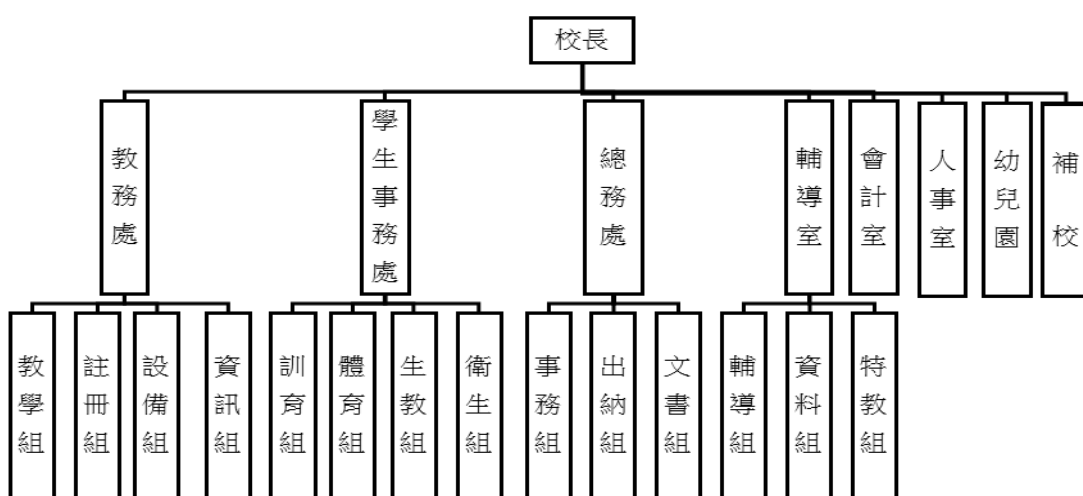 校長
教務處
學生事務處
總務處
輔導室
會計室
人事室
幼兒園
補校
教學組
註冊組
設備組
資訊組
訓育組
體育組
生教組
衛生組
事務組
出納組
文書組
輔導組
資料組
特教組